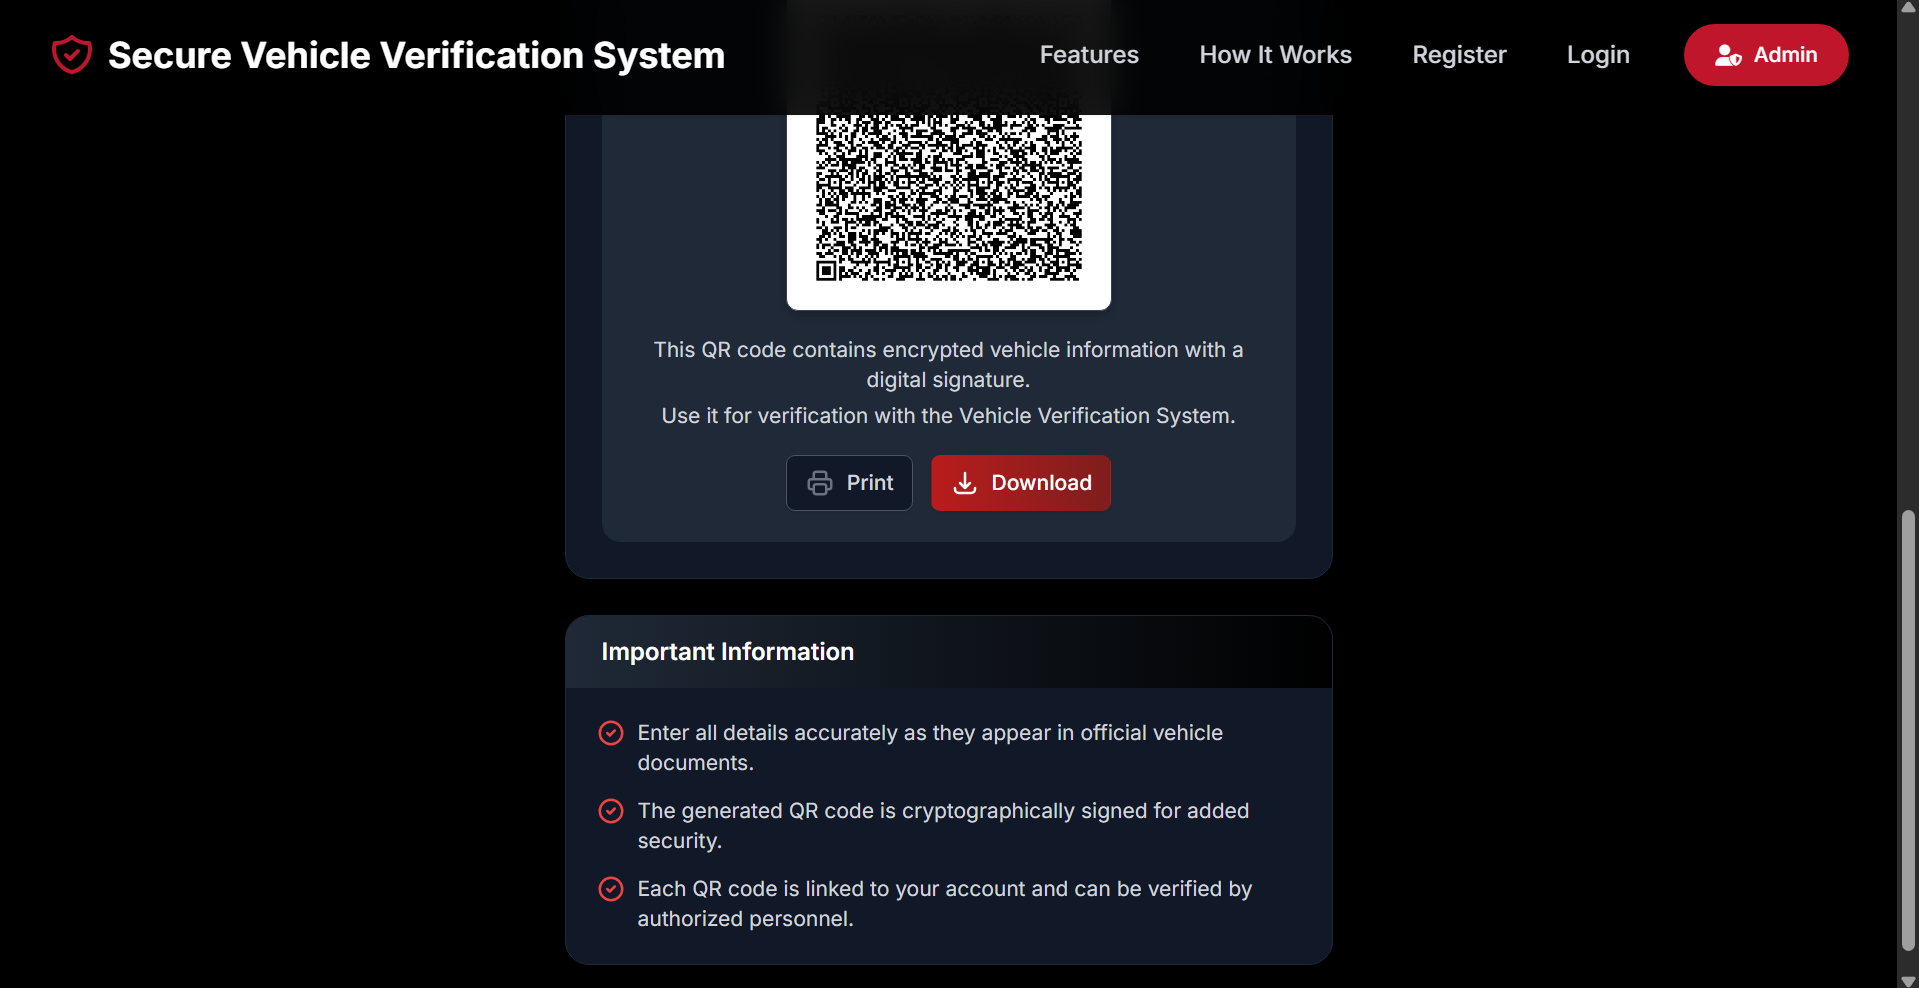 Secure Vehicle Verification System
Features
How It Works
Register
Login
Admin
This QR code contains encrypted vehicle information with a
digital signature.
Use it for verification with the Vehicle Verification System.
Print
Download
Important Information
Enter all details accurately as they appear in official vehicle
documents.
The generated QR code is cryptographically signed for added
security.
Each QR code is linked to your account and can be verified by
authorized personnel.